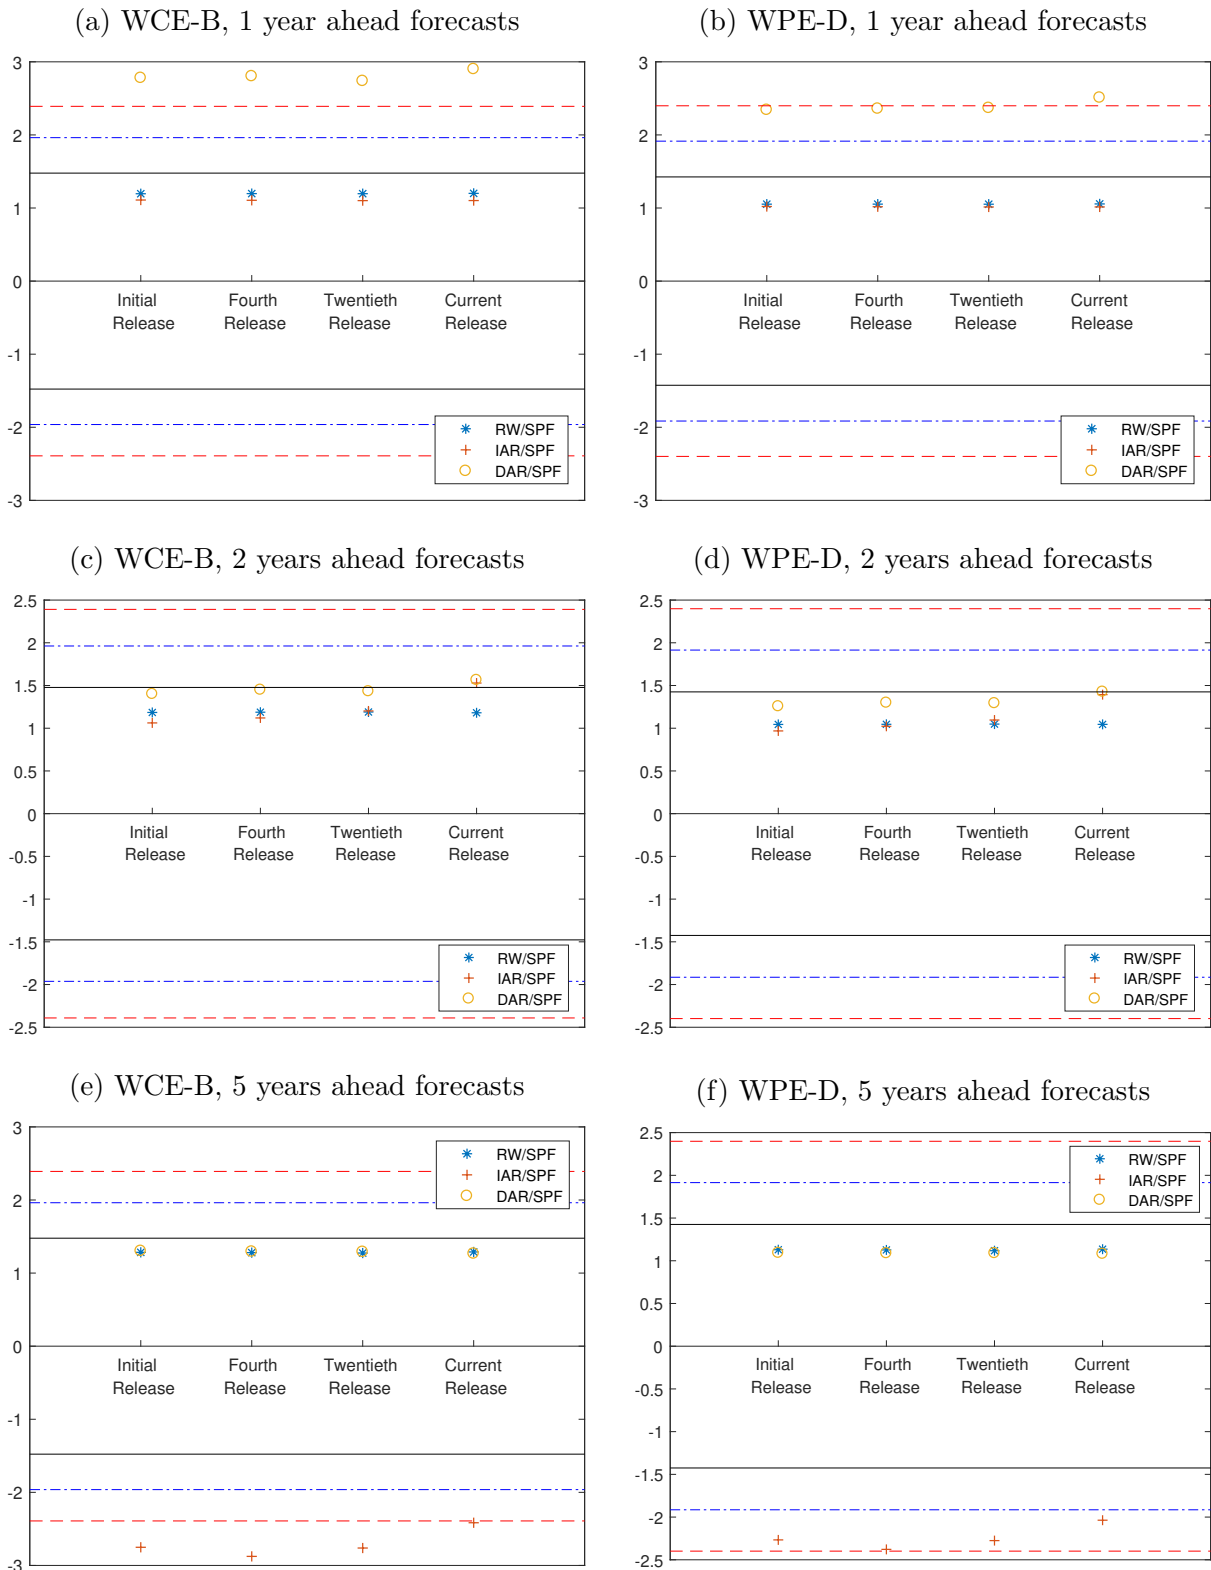 (a) WCE-B, 1 year ahead forecasts
3
2
1
0
-1
-2
-3
Initial Release
Fourth Release
Twentieth Release
Current Release
RW/SPF
IAR/SPF
DAR/SPF
(b) WPE-D, 1 year ahead forecasts
3
2
1
0
-1
-2
-3
Initial Release
Fourth Release
Twentieth Release
Current Release
RW/SPF
IAR/SPF
DAR/SPF
(c) WCE-B, 2 years ahead forecasts
2.5
2
1.5
1
0.5
0
-0.5
-1
-1.5
-2
-2.5
Initial Release
Fourth Release
Twentieth Release
Current Release
RW/SPF
IAR/SPF
DAR/SPF
(d) WPE-D, 2 years ahead forecasts
2.5
2
1.5
1
0.5
0
-0.5
-1
-1.5
-2
-2.5
Initial Release
Fourth Release
Twentieth Release
Current Release
RW/SPF
IAR/SPF
DAR/SPF
(e) WCE-B, 5 years ahead forecasts
3
2
1
0
-1
-2
-3
Initial Release
Fourth Release
Twentieth Release
Current Release
RW/SPF
IAR/SPF
DAR/SPF
(f) WPE-D, 5 years ahead forecasts
2.5
2
1.5
1
0.5
0
-0.5
-1
-1.5
-2
-2.5
Initial Release
Fourth Release
Twentieth Release
Current Release
RW/SPF
IAR/SPF
DAR/SPF